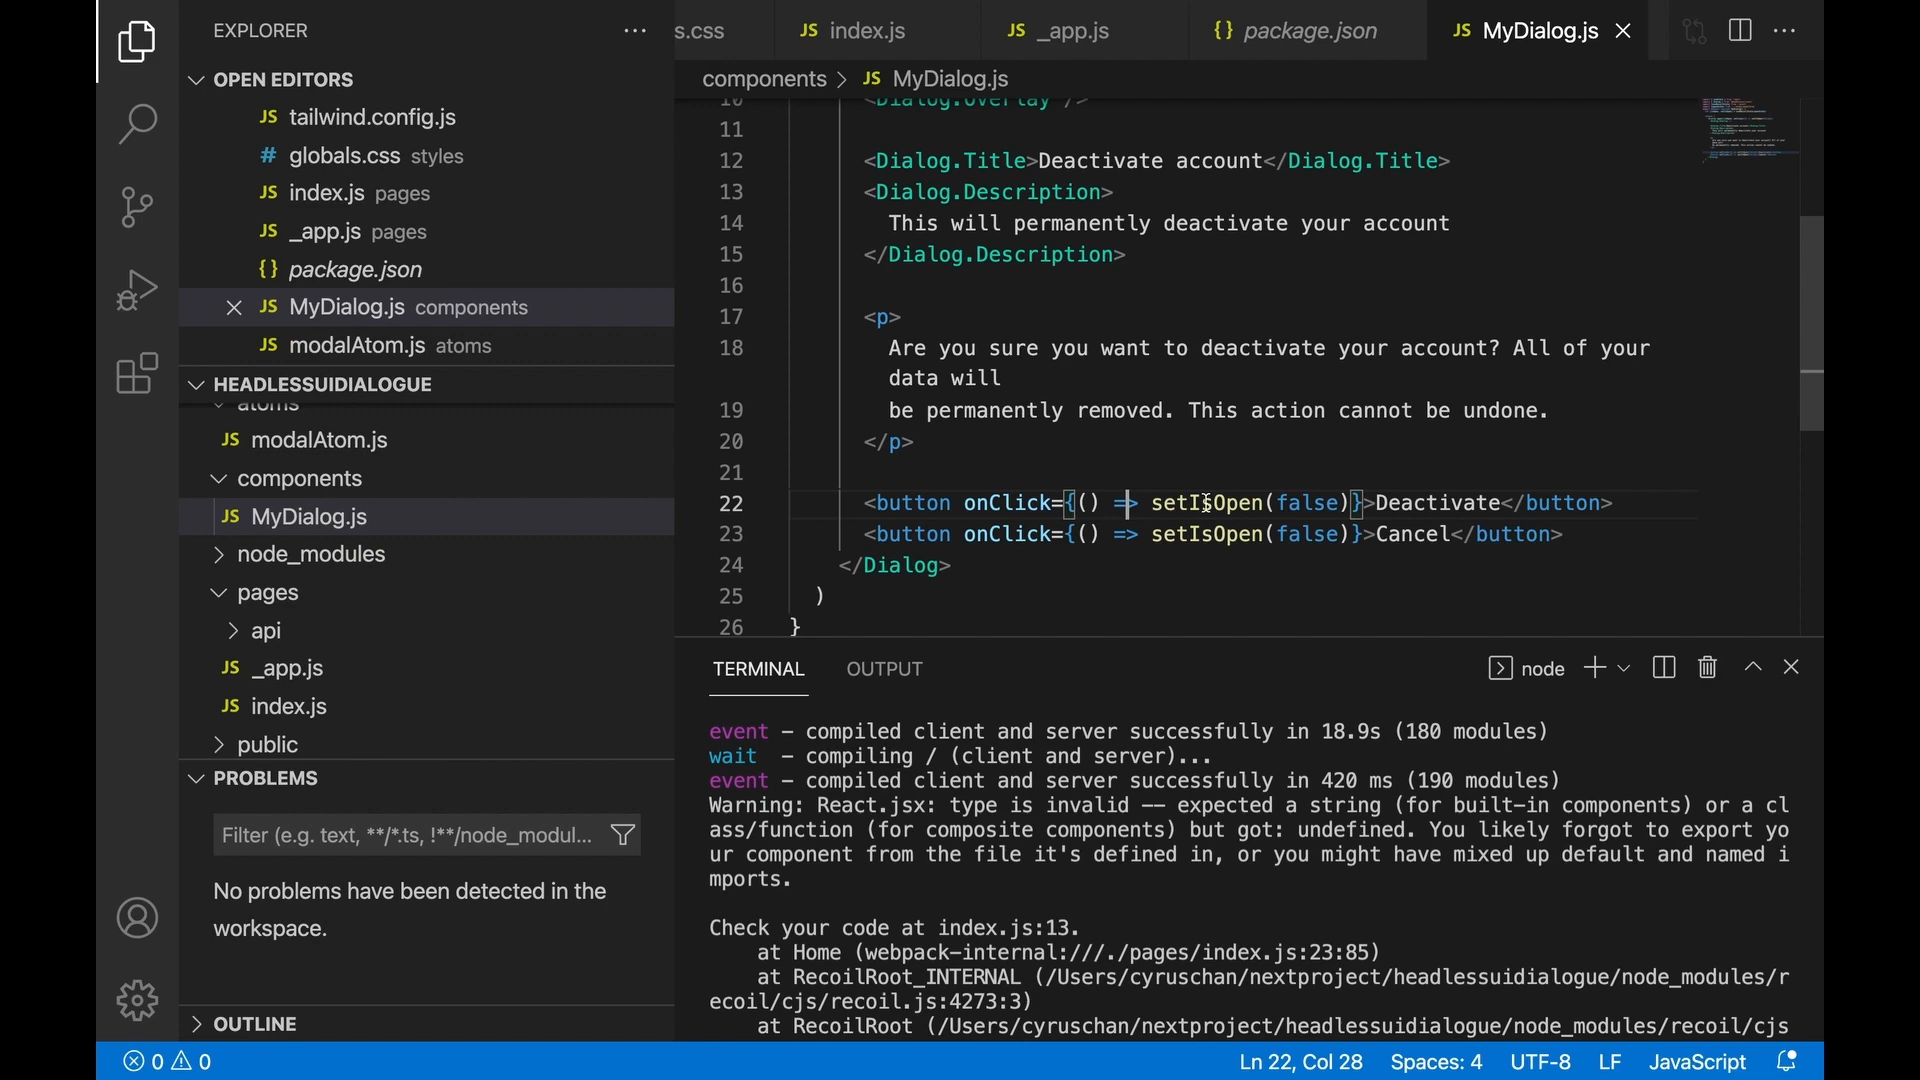 EXPLORER
s.css
index.js
_app.js
package.json
MyDialog.js
OPEN EDITORS
tailwind.config.js
globals.css styles
index.js pages
_app.js pages
package.json
MyDialog.js components
modalAtom.js atoms
HEADLESSUIDIALOGUE
atoms
modalAtom.js
components
MyDialog.js
node_modules
pages
api
_app.js
index.js
public
PROBLEMS
Filter (e.g. text, **/*.ts, !**/node_modul...
No problems have been detected in the
workspace.
OUTLINE
components > JS MyDialog.js
10 <Dialog.Overlay />
11
12 <Dialog.Title>Deactivate account</Dialog.Title>
13 <Dialog.Description>
14 This will permanently deactivate your account
15 </Dialog.Description>
16
17 <p>
18 Are you sure you want to deactivate your account? All of your
data will
19 be permanently removed. This action cannot be undone.
20 </p>
21
22 <button onClick={() => setIsOpen(false)}>Deactivate</button>
23 <button onClick={() => setIsOpen(false)}>Cancel</button>
24 </Dialog>
25 )
26 }
TERMINAL OUTPUT
node
event - compiled client and server successfully in 18.9s (180 modules)
wait - compiling / (client and server)...
event - compiled client and server successfully in 420 ms (190 modules)
Warning: React.jsx: type is invalid -- expected a string (for built-in components) or a cl
ass/function (for composite components) but got: undefined. You likely forgot to export yo
ur component from the file it's defined in, or you might have mixed up default and named i
mports.
Check your code at index.js:13.
at Home (webpack-internal:///./pages/index.js:23:85)
at RecoilRoot_INTERNAL (/Users/cyruschan/nextproject/headlessuidialogue/node_modules/r
ecoil/cjs/recoil.js:4273:3)
at RecoilRoot (/Users/cyruschan/nextproject/headlessuidialogue/node_modules/recoil/cjs
0 0
Ln 22, Col 28
Spaces: 4
UTF-8
LF
JavaScript